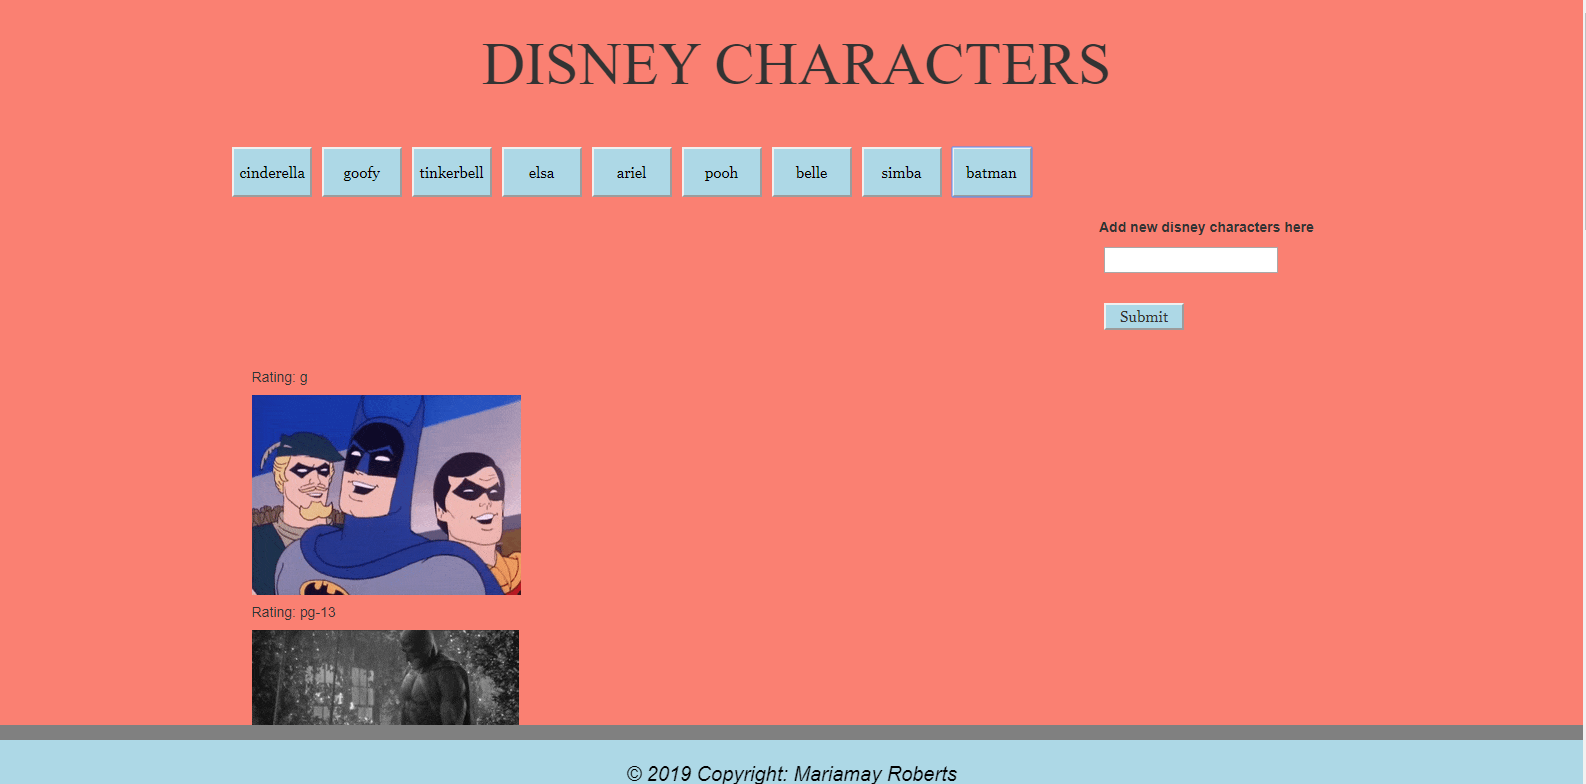 DISNEY CHARACTERS
cinderella goofy tinkerbell elsa ariel pooh belle simba batman
Add new disney characters here
Submit
Rating: g
Rating: pg-13
© 2019 Copyright: Mariamay Roberts